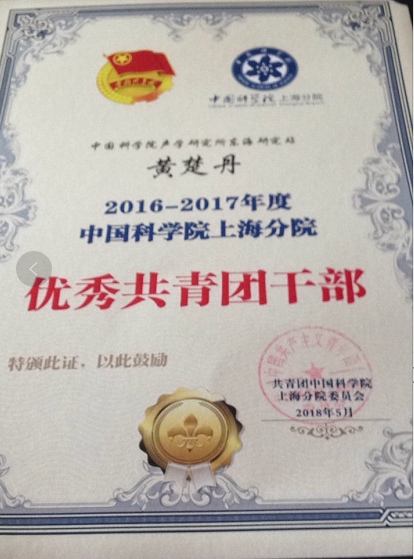 中国科学院 上海分院
中国科学院声学研究所东海研究站
黄楚丹
2016-2017年度
中国科学院上海分院
优秀共青团干部
特颁此证，以此鼓励
共青团中国科学院
上海分院委员会
2018年5月